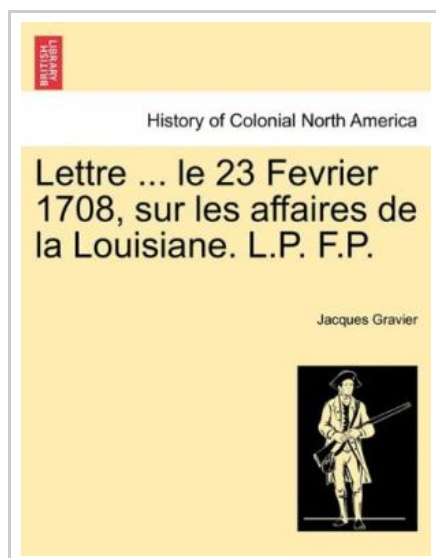 BRITISH
LIBRARY
History of Colonial North America
Lettre ... le 23 Fevrier
1708, sur les affaires de
la Louisiane. L.P. F.P.
Jacques Gravier